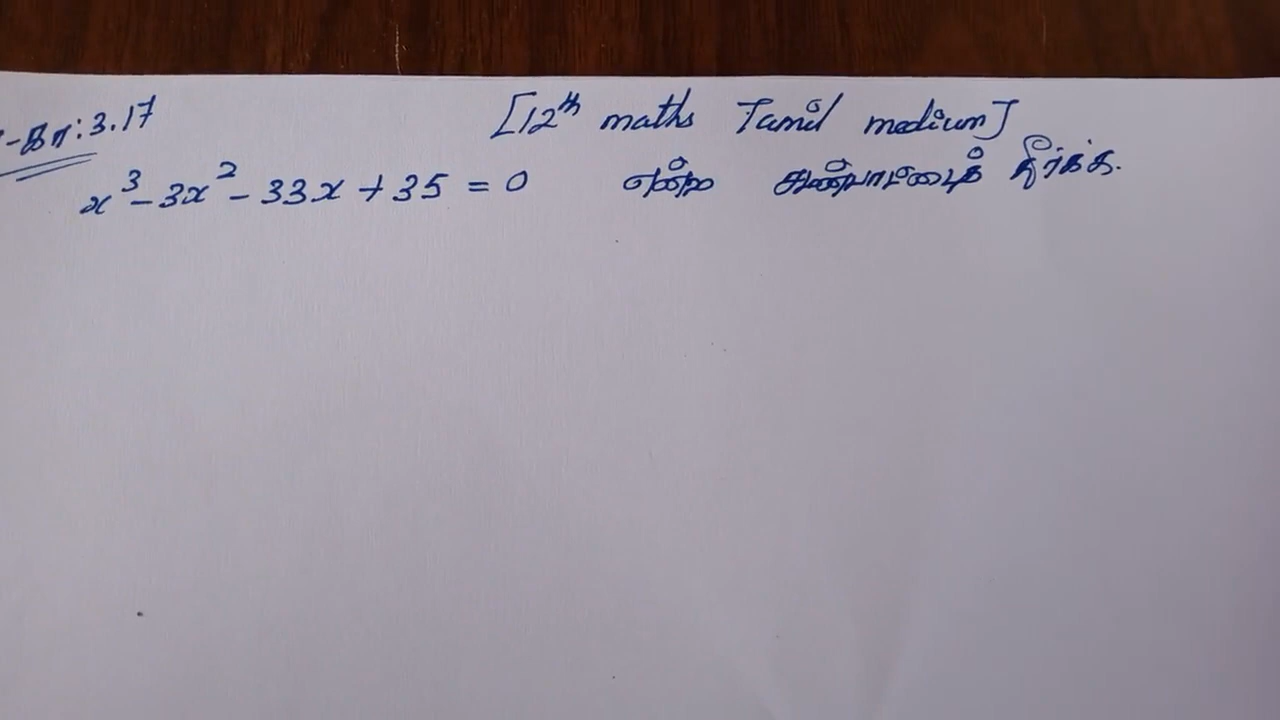 [12th maths Tamil medium]
-கா: 3.17
x³ - 3x² - 33x + 35 = 0 என்ற சமன்பாட்டைத் தீர்க்க.